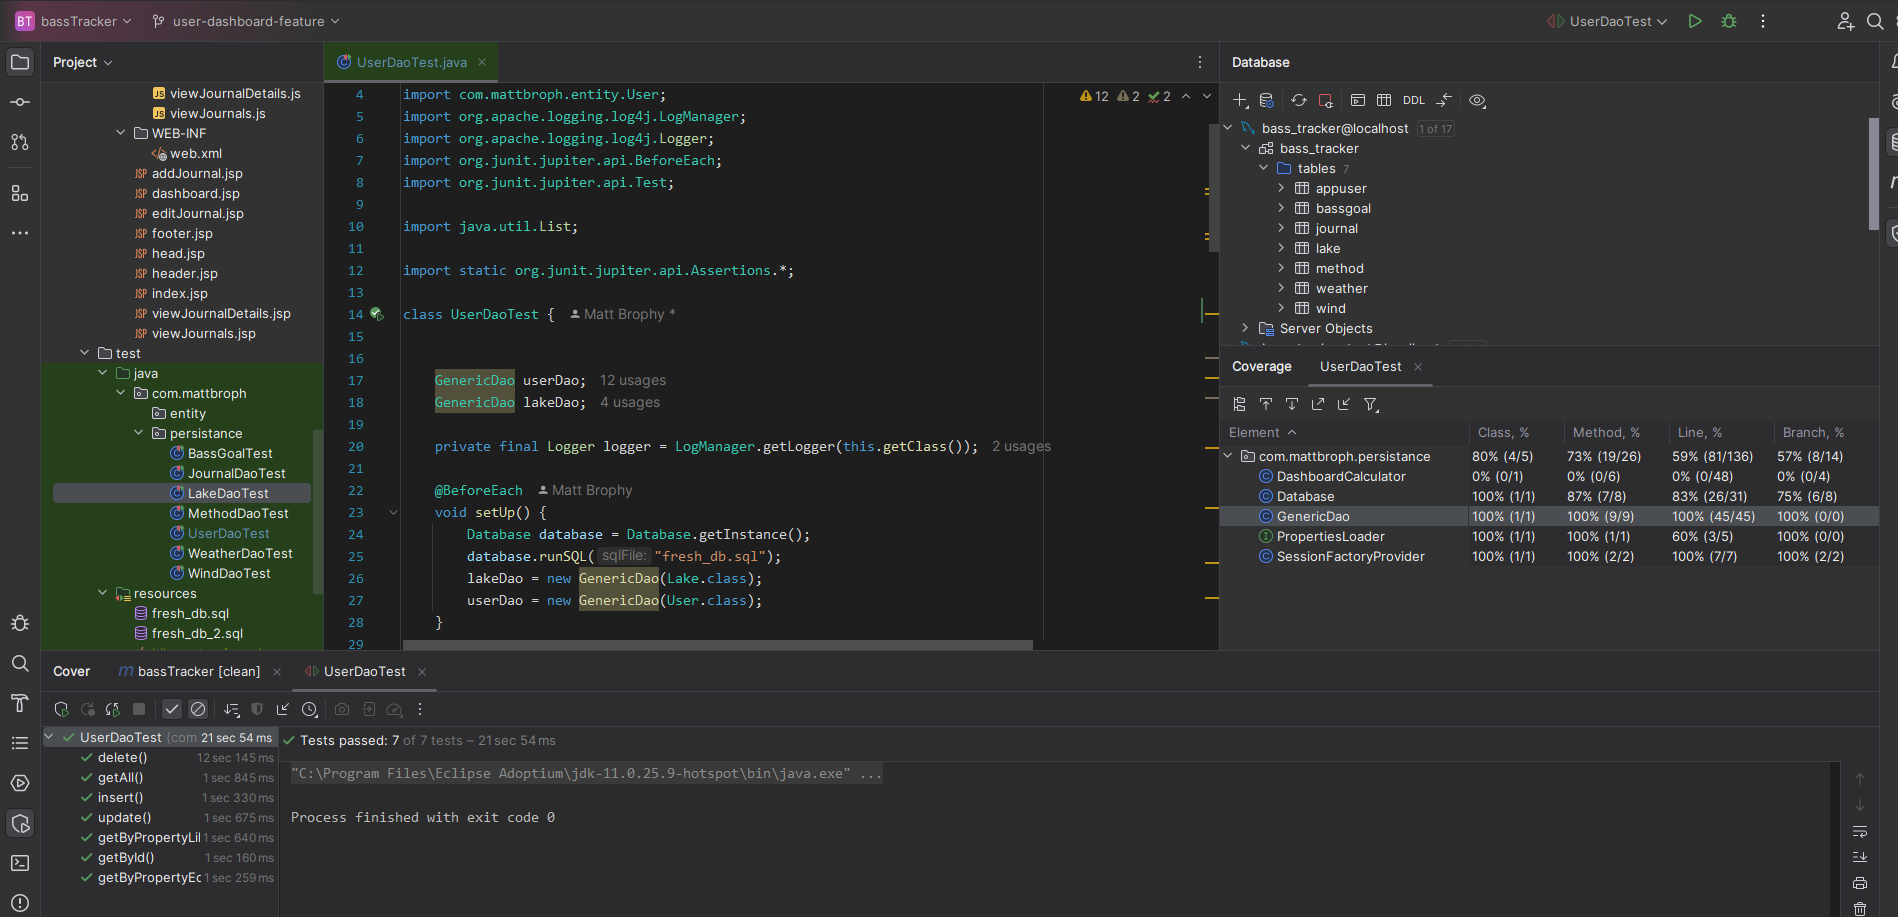 BT bassTracker user-dashboard-feature UserDaoTest
Project
viewJournalDetails.js
viewJournals.js
WEB-INF
web.xml
addJournal.jsp
dashboard.jsp
editJournal.jsp
footer.jsp
head.jsp
header.jsp
index.jsp
viewJournalDetails.jsp
viewJournals.jsp
test
java
com.mattbroph
entity
persistance
BassGoalTest
JournalDaoTest
LakeDaoTest
MethodDaoTest
UserDaoTest
WeatherDaoTest
WindDaoTest
resources
fresh_db.sql
fresh_db_2.sql
UserDaoTest.java
12 2 2
4 import com.mattbroph.entity.User;
5 import org.apache.logging.log4j.LogManager;
6 import org.apache.logging.log4j.Logger;
7 import org.junit.jupiter.api.BeforeEach;
8 import org.junit.jupiter.api.Test;
9
10 import java.util.List;
11
12 import static org.junit.jupiter.api.Assertions.*;
13
14 class UserDaoTest { Matt Brophy *
15
16
17 GenericDao userDao; 12 usages
18 GenericDao lakeDao; 4 usages
19
20 private final Logger logger = LogManager.getLogger(this.getClass()); 2 usages
21
22 @BeforeEach Matt Brophy
23 void setUp() {
24 Database database = Database.getInstance();
25 database.runSQL( sqlFile: "fresh_db.sql");
26 lakeDao = new GenericDao(Lake.class);
27 userDao = new GenericDao(User.class);
28 }
29
Database
DDL
bass_tracker@localhost 1 of 17
bass_tracker
tables 7
appuser
bassgoal
journal
lake
method
weather
wind
Server Objects
Coverage UserDaoTest
Element Class, % Method, % Line, % Branch, %
com.mattbroph.persistance 80% (4/5) 73% (19/26) 59% (81/136) 57% (8/14)
DashboardCalculator 0% (0/1) 0% (0/6) 0% (0/48) 0% (0/4)
Database 100% (1/1) 87% (7/8) 83% (26/31) 75% (6/8)
GenericDao 100% (1/1) 100% (9/9) 100% (45/45) 100% (0/0)
PropertiesLoader 100% (1/1) 100% (1/1) 60% (3/5) 100% (0/0)
SessionFactoryProvider 100% (1/1) 100% (2/2) 100% (7/7) 100% (2/2)
Cover bassTracker [clean] UserDaoTest
UserDaoTest (com 21 sec 54 ms
delete() 12 sec 145 ms
getAll() 1 sec 845 ms
insert() 1 sec 330 ms
update() 1 sec 675 ms
getByPropertyLi 1 sec 640 ms
getById() 1 sec 160 ms
getByPropertyEc 1 sec 259 ms
Tests passed: 7 of 7 tests – 21 sec 54 ms
"C:\Program Files\Eclipse Adoptium\jdk-11.0.25.9-hotspot\bin\java.exe" ...
Process finished with exit code 0